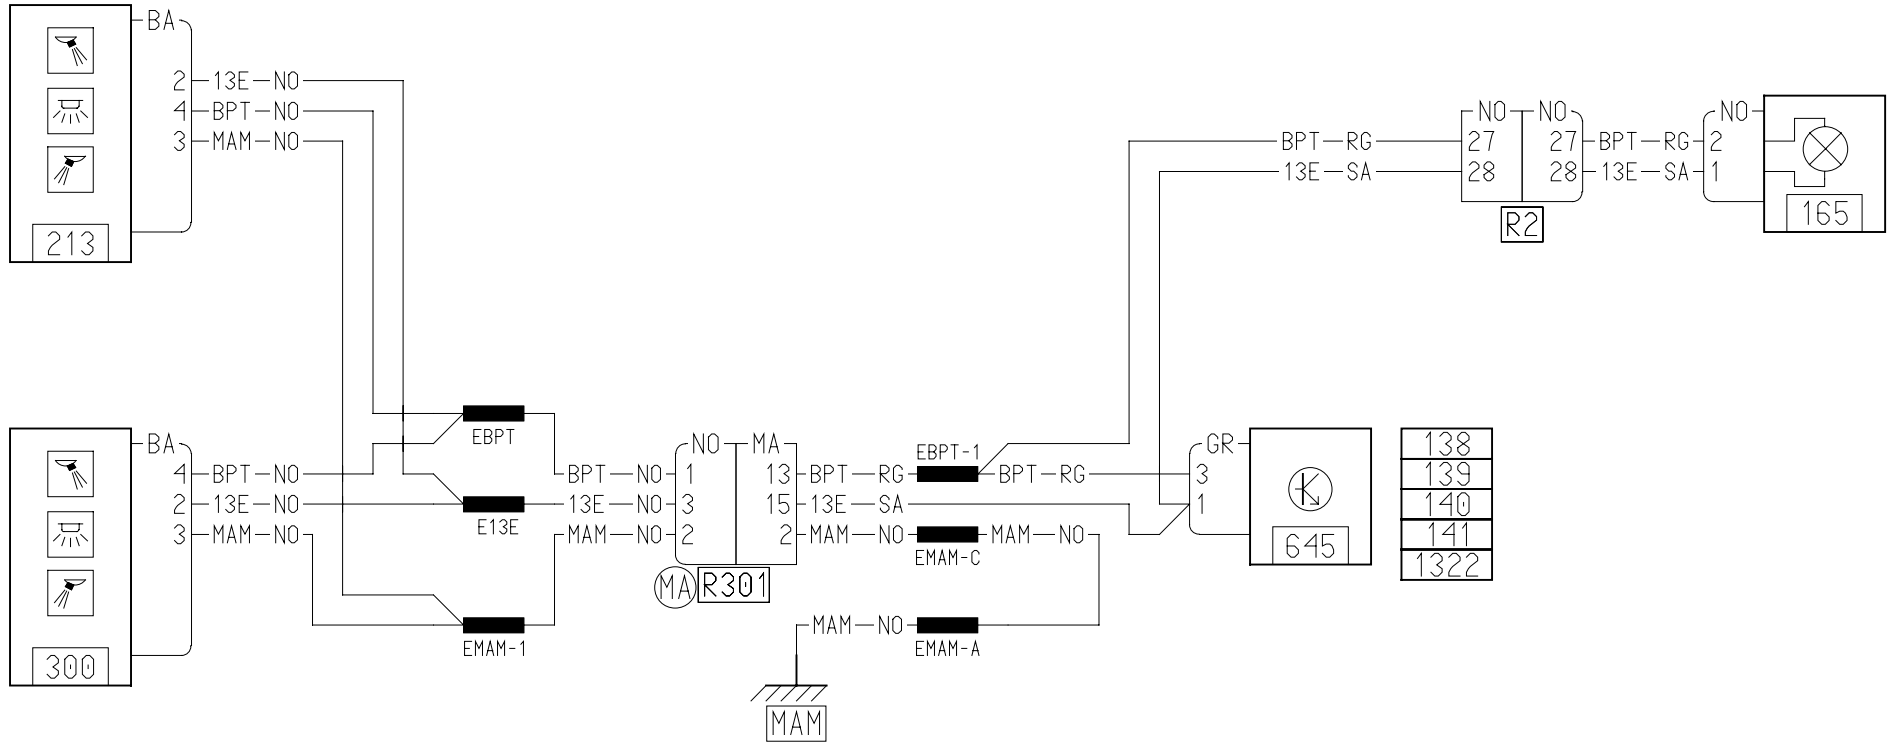 BA
2 13E NO
4 BPT NO
3 MAM NO
213
NO NO NO
BPT RG 27 27 BPT RG 2
13E SA 28 28 13E SA 1
165
R2
EBPT
BA
4 BPT NO
2 13E NO
3 MAM NO
300
E13E
EMAM-1
NO MA
BPT NO 1 13 BPT RG
13E NO 3 15 13E SA
MAM NO 2 2 MAM NO
MA R301
EBPT-1
BPT RG
EMAM-C
MAM NO
MAM NO
EMAM-A
MAM
GR
3
1
645
138
139
140
141
1322